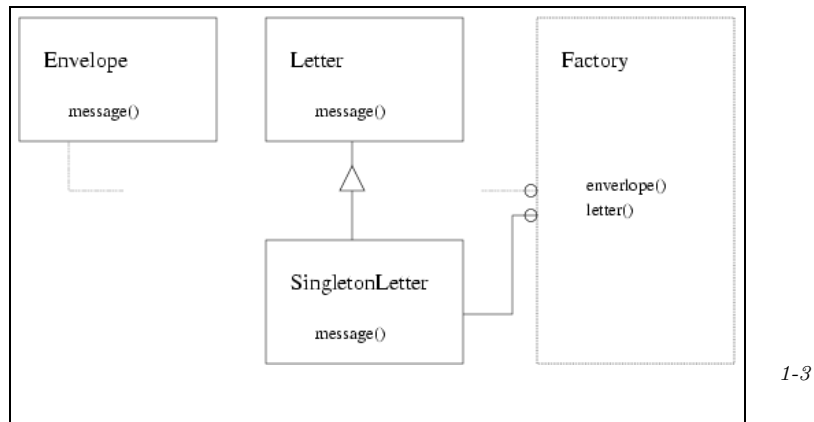 Envelope
message()
Letter
message()
Factory
enverlope()
letter()
SingletonLetter
message()
1-3